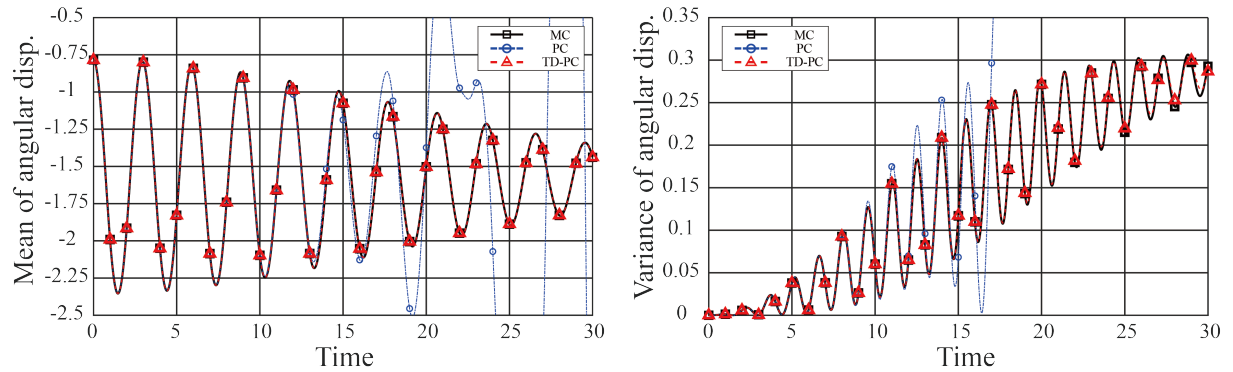 Mean of angular disp.
-0.5
-0.75
-1
-1.25
-1.5
-1.75
-2
-2.25
-2.5
MC
PC
TD-PC
0 5 10 15 20 25 30
Time
Variance of angular disp.
0.35
0.3
0.25
0.2
0.15
0.1
0.05
0
MC
PC
TD-PC
0 5 10 15 20 25 30
Time